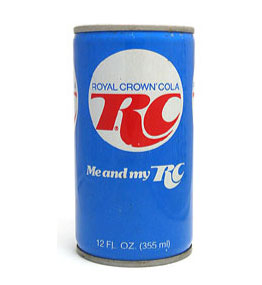 ROYAL CROWN COLA
RC
Me and my RC
12 FL. OZ. (355 ml)